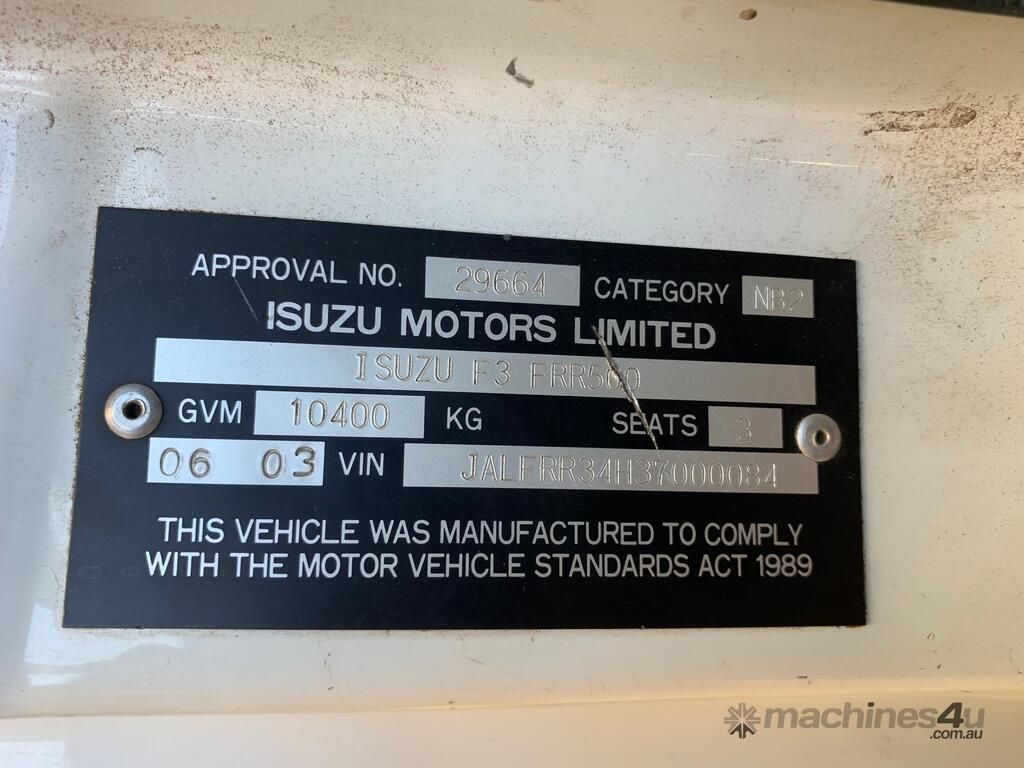 APPROVAL NO. 29664 CATEGORY NB2
ISUZU MOTORS LIMITED
ISUZU F3 FRR500
GVM 10400 KG SEATS 3
06 03 VIN JALFRR34H37000084
THIS VEHICLE WAS MANUFACTURED TO COMPLY
WITH THE MOTOR VEHICLE STANDARDS ACT 1989
machines4u
.com.au